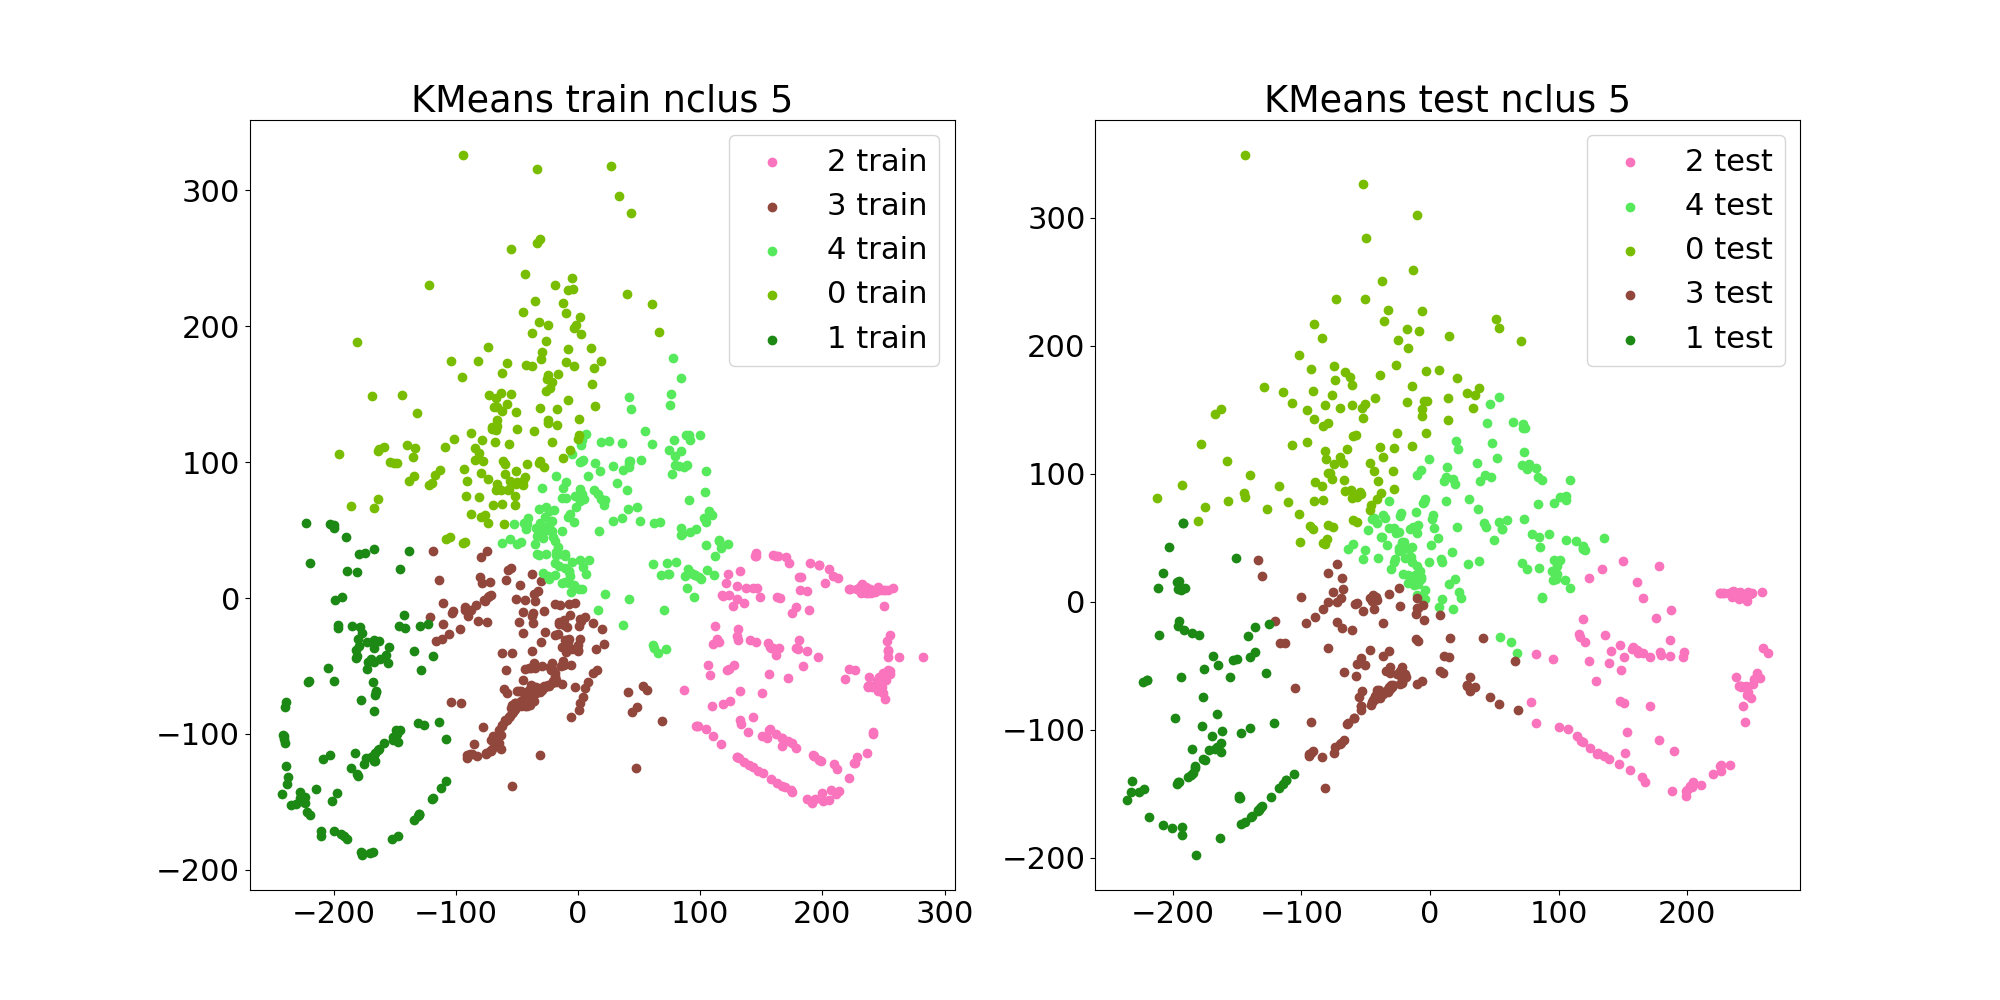 KMeans train nclus 5
2 train
3 train
4 train
0 train
1 train
300
200
100
0
−100
−200
−200 −100 0 100 200 300
KMeans test nclus 5
2 test
4 test
0 test
3 test
1 test
300
200
100
0
−100
−200
−200 −100 0 100 200